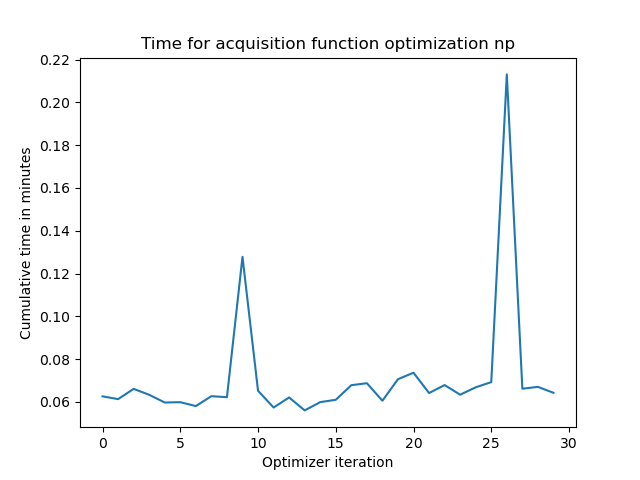 Time for acquisition function optimization np
Cumulative time in minutes
0.22
0.20
0.18
0.16
0.14
0.12
0.10
0.08
0.06
0 5 10 15 20 25 30
Optimizer iteration